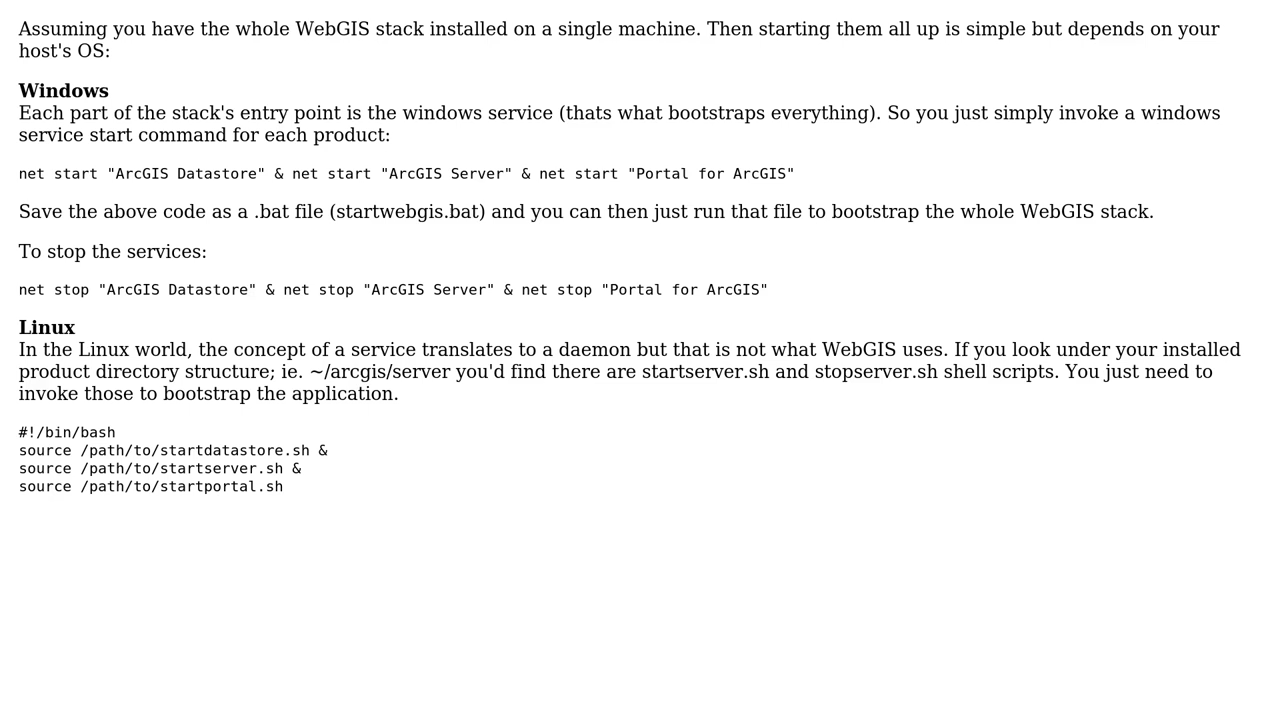 Assuming you have the whole WebGIS stack installed on a single machine. Then starting them all up is simple but depends on your
host's OS:
Windows
Each part of the stack's entry point is the windows service (thats what bootstraps everything). So you just simply invoke a windows
service start command for each product:
net start "ArcGIS Datastore" & net start "ArcGIS Server" & net start "Portal for ArcGIS"
Save the above code as a .bat file (startwebgis.bat) and you can then just run that file to bootstrap the whole WebGIS stack.
To stop the services:
net stop "ArcGIS Datastore" & net stop "ArcGIS Server" & net stop "Portal for ArcGIS"
Linux
In the Linux world, the concept of a service translates to a daemon but that is not what WebGIS uses. If you look under your installed
product directory structure; ie. ~/arcgis/server you'd find there are startserver.sh and stopserver.sh shell scripts. You just need to
invoke those to bootstrap the application.
#!/bin/bash
source /path/to/startdatastore.sh &
source /path/to/startserver.sh &
source /path/to/startportal.sh